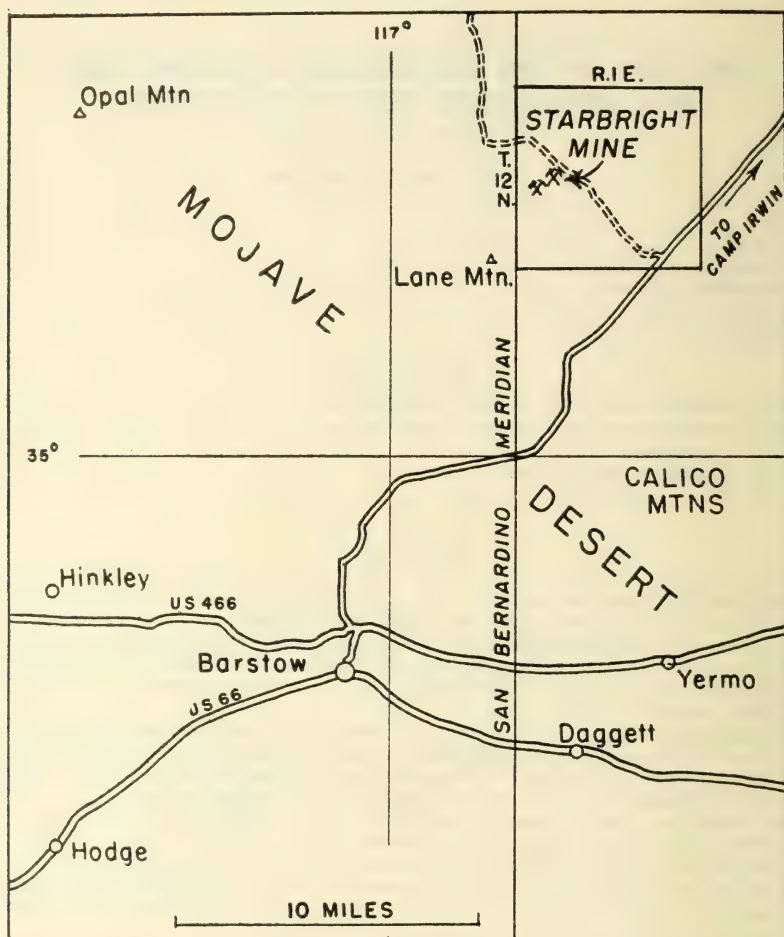 117°
R.1 E.
Opal Mtn
STARBRIGHT
MINE
T.
12
N.
MOJAVE
TO
CAMP IRWIN
Lane Mtn.
MERIDIAN
35°
CALICO
MTNS
DESERT
Hinkley
US 466
SAN BERNARDINO
Barstow
Yermo
US 66
Daggett
Hodge
10 MILES